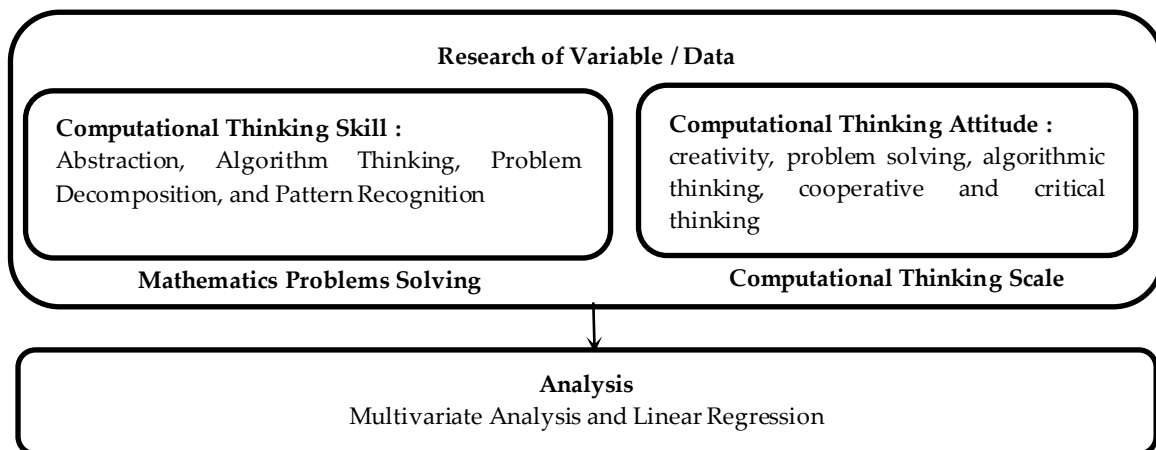 Research of Variable / Data
Computational Thinking Skill :
Abstraction, Algorithm Thinking, Problem
Decomposition, and Pattern Recognition
Computational Thinking Attitude :
creativity, problem solving, algorithmic
thinking, cooperative and critical
thinking
Mathematics Problems Solving
Computational Thinking Scale
Analysis
Multivariate Analysis and Linear Regression